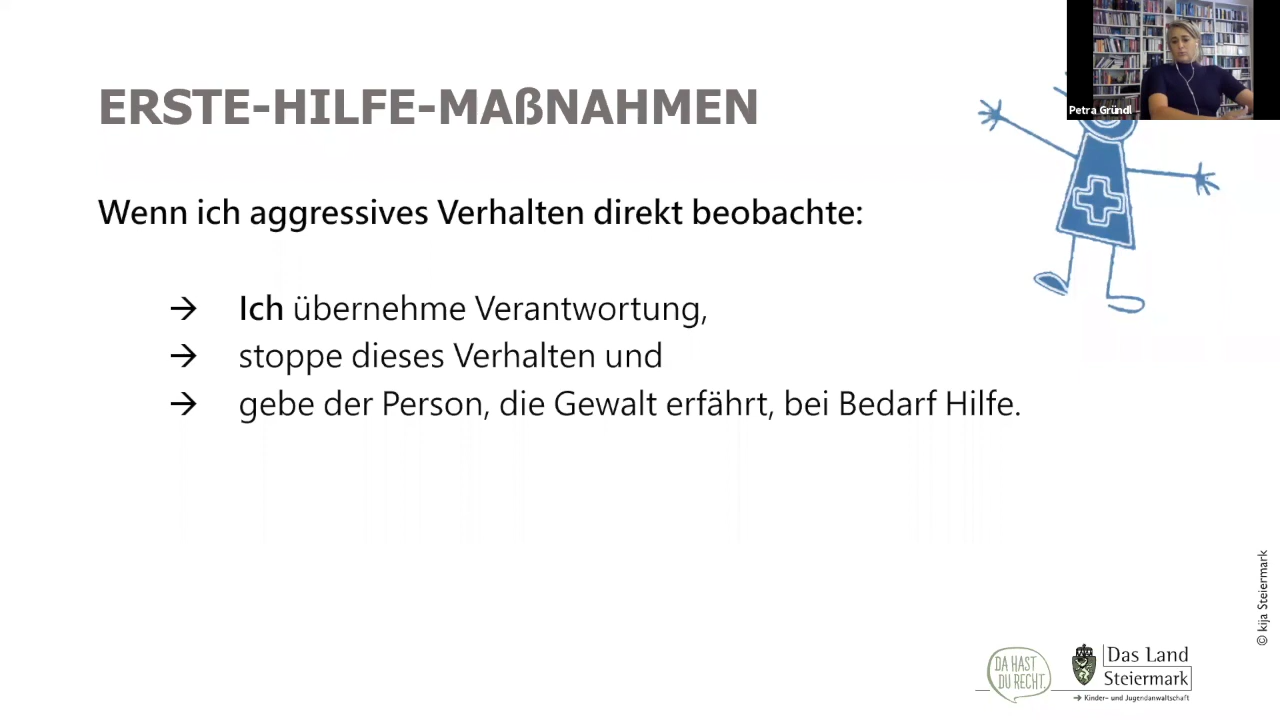 Petra Gründl
ERSTE-HILFE-MAẞNAHMEN
Wenn ich aggressives Verhalten direkt beobachte:
→ Ich übernehme Verantwortung,
→ stoppe dieses Verhalten und
→ gebe der Person, die Gewalt erfährt, bei Bedarf Hilfe.
© kija Steiermark
DA HAST
DU RECHT.
Das Land
Steiermark
→ Kinder- und Jugendanwaltschaft